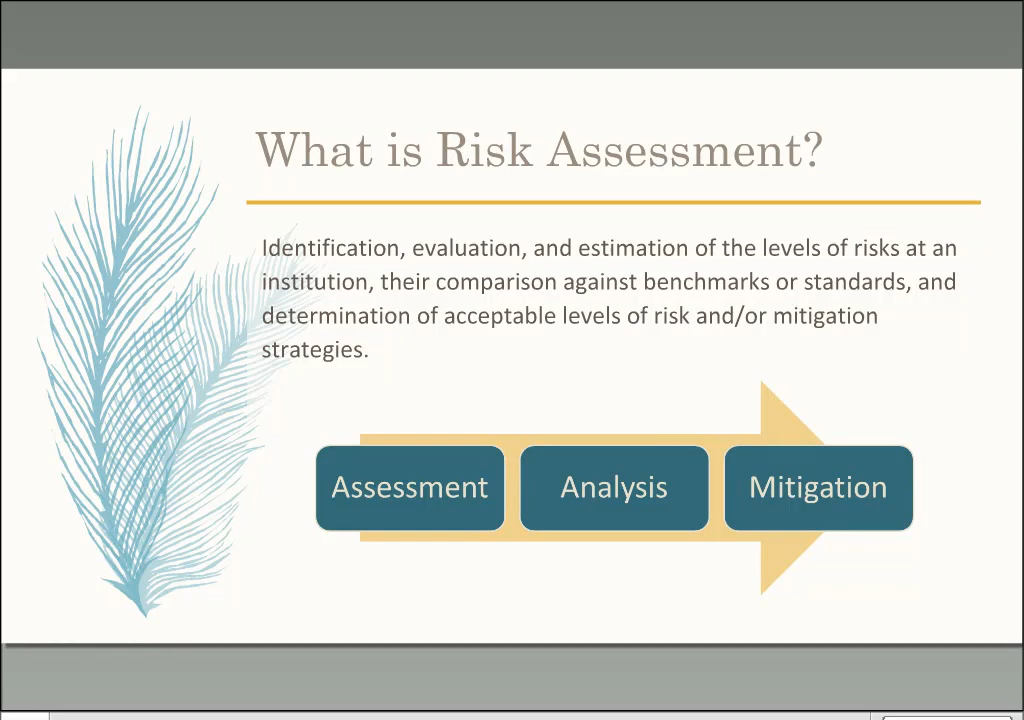 What is Risk Assessment?
Identification, evaluation, and estimation of the levels of risks at an
institution, their comparison against benchmarks or standards, and
determination of acceptable levels of risk and/or mitigation
strategies.
Assessment
Analysis
Mitigation